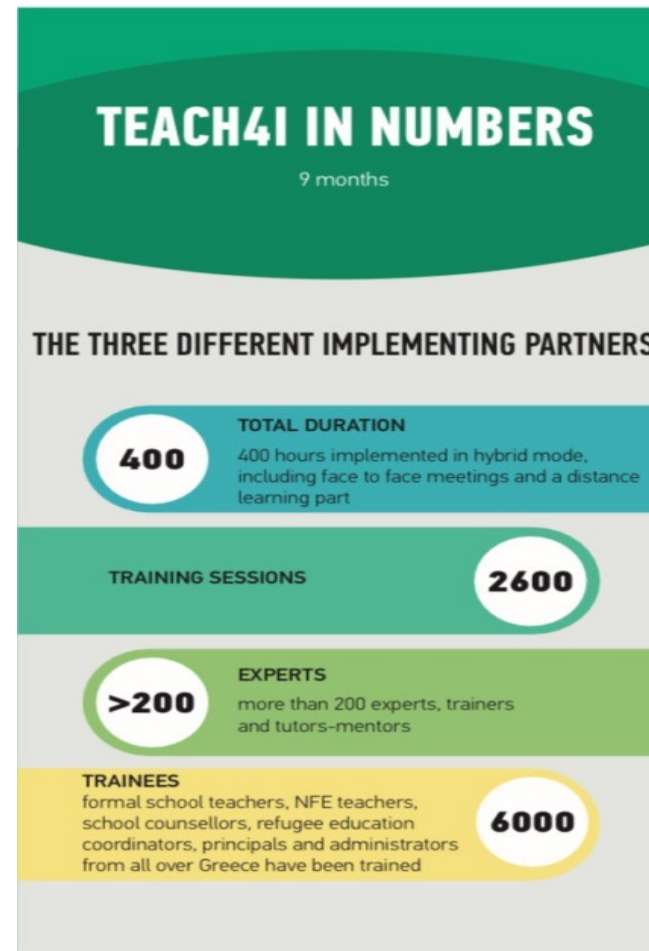 TEACH4I IN NUMBERS
9 months
THE THREE DIFFERENT IMPLEMENTING PARTNERS
400
TOTAL DURATION
400 hours implemented in hybrid mode,
including face to face meetings and a distance
learning part
TRAINING SESSIONS
2600
>200
EXPERTS
more than 200 experts, trainers
and tutors-mentors
TRAINEES
formal school teachers, NFE teachers,
school counsellors, refugee education
coordinators, principals and administrators
from all over Greece have been trained
6000